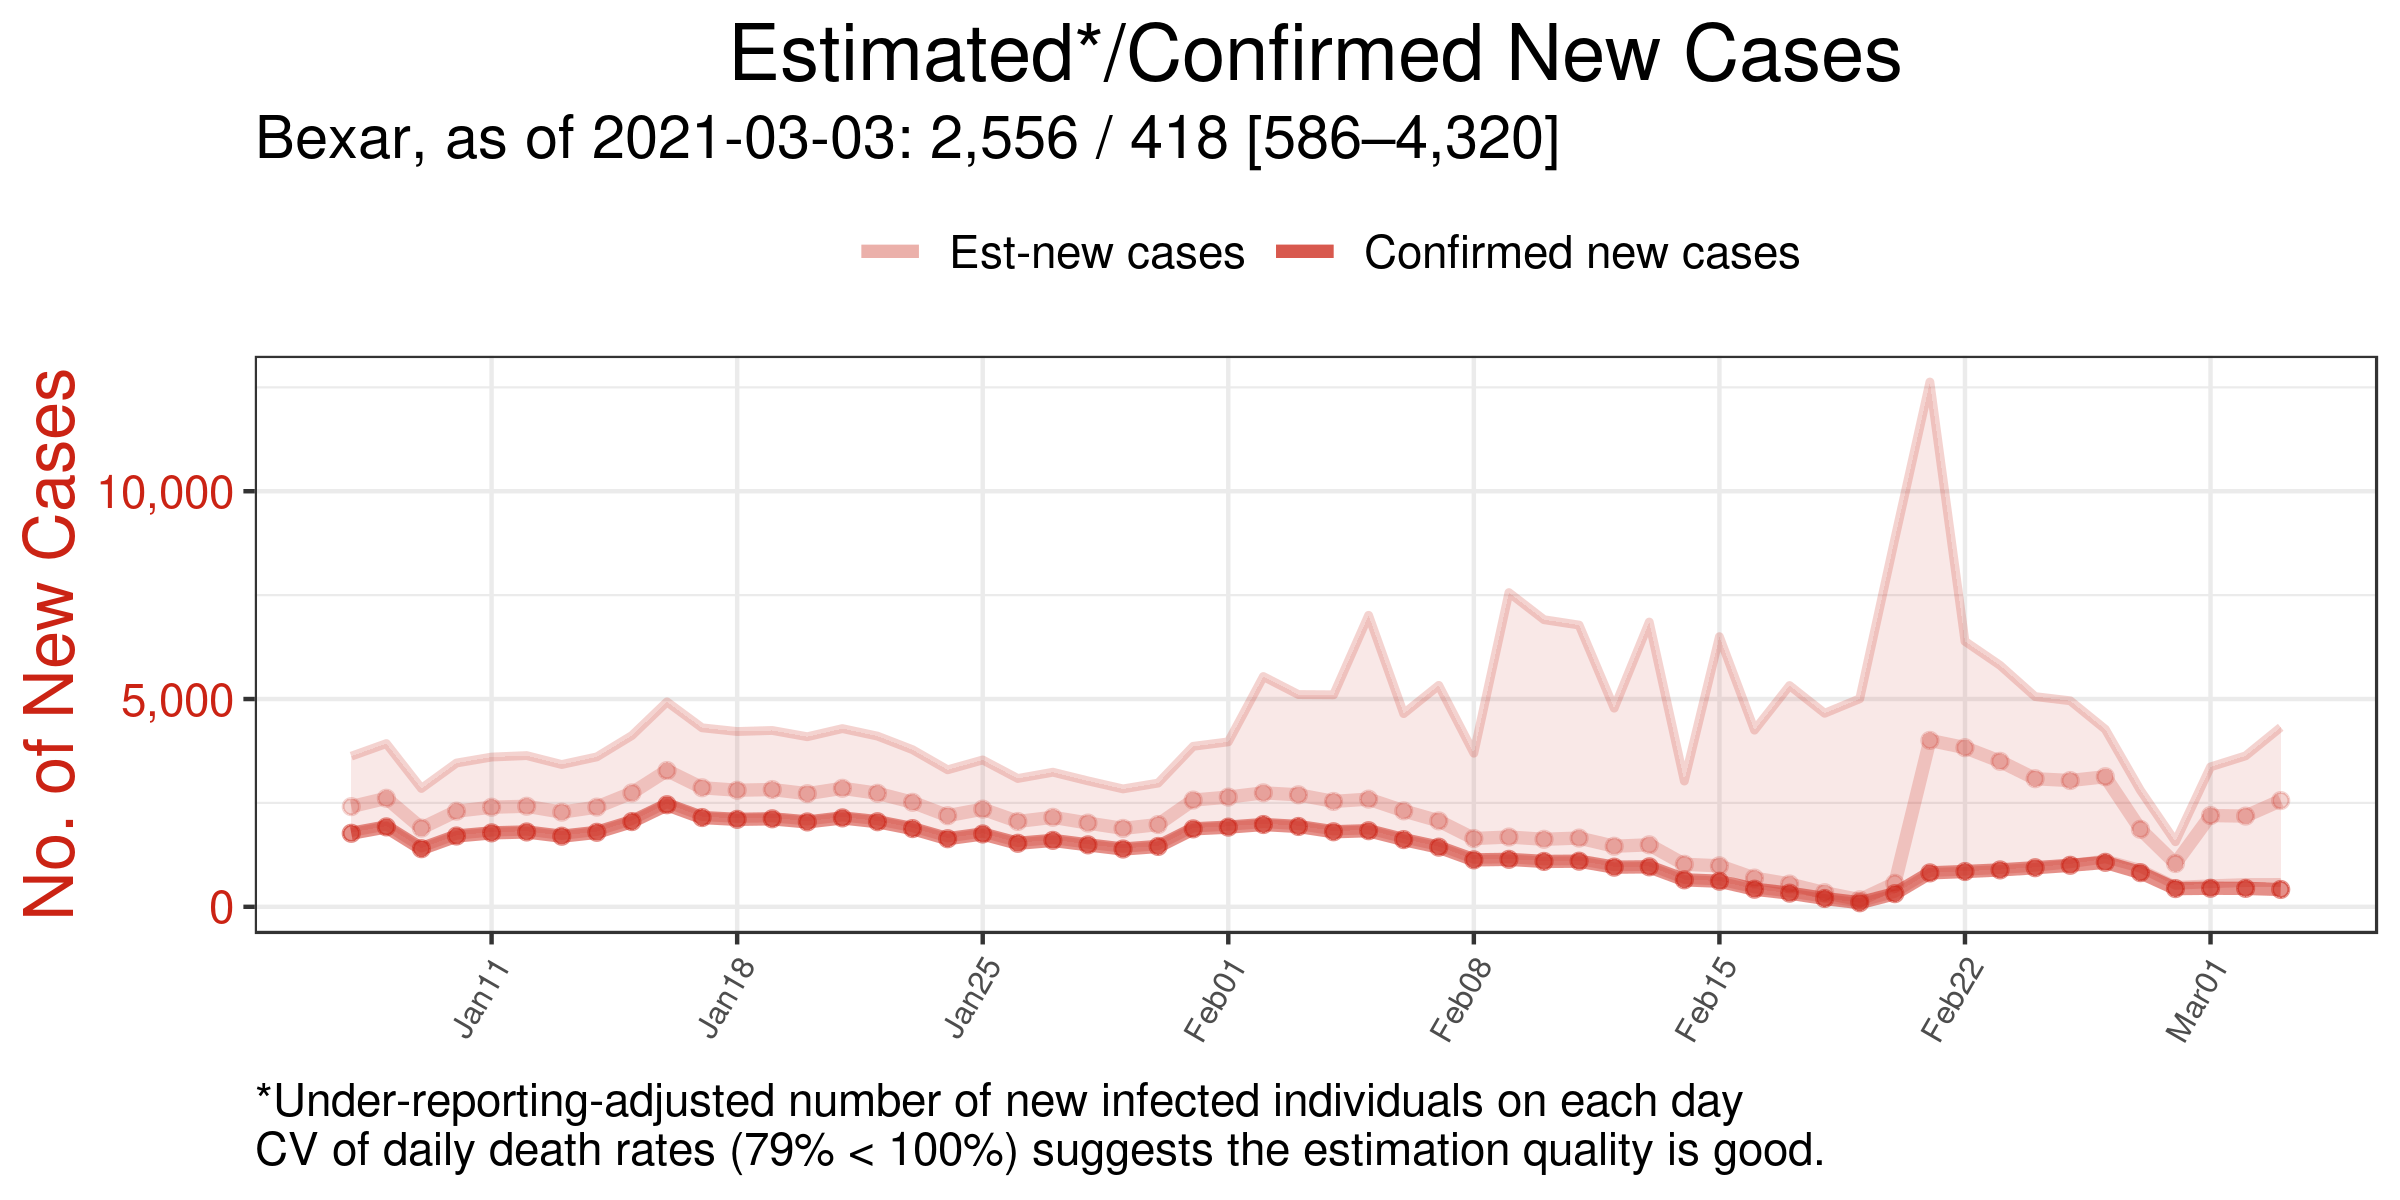 Estimated*/Confirmed New Cases
Bexar, as of 2021-03-03: 2,556 / 418 [586–4,320]
Est-new cases
Confirmed new cases
No. of New Cases
10,000
5,000
0
Jan11
Jan18
Jan25
Feb01
Feb08
Feb15
Feb22
Mar01
*Under-reporting-adjusted number of new infected individuals on each day
CV of daily death rates (79% < 100%) suggests the estimation quality is good.